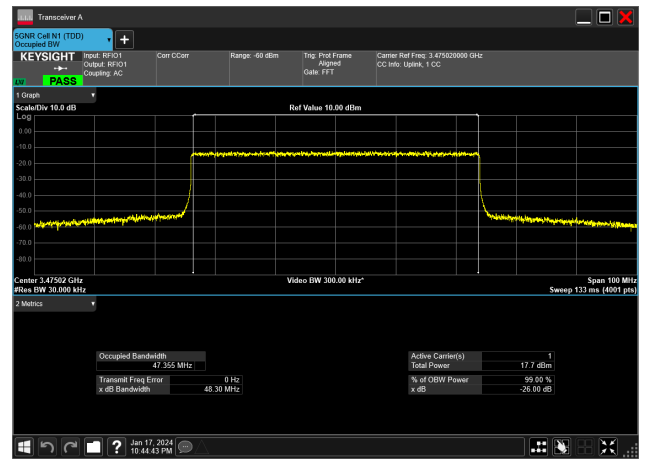 Transceiver A
5GNR Cell N1 (TDD)
Occupied BW
KEYSIGHT
LXI
PASS
Input: RFIO1
Output: RFIO1
Coupling: AC
Corr CCorr
Range: -60 dBm
Trig: Prot Frame
Aligned
Gate: FFT
Carrier Ref Freq: 3.475020000 GHz
CC Info: Uplink, 1 CC
1 Graph
Scale/Div 10.0 dB
Ref Value 10.00 dBm
Log
0.00
-10.0
-20.0
-30.0
-40.0
-50.0
-60.0
-70.0
-80.0
Center 3.47502 GHz
Video BW 300.00 kHz*
Span 100 MHz
#Res BW 30.000 kHz
Sweep 133 ms (4001 pts)
2 Metrics
Occupied Bandwidth
47.355 MHz
Active Carrier(s) 1
Total Power 17.7 dBm
Transmit Freq Error 0 Hz
x dB Bandwidth 48.30 MHz
% of OBW Power 99.00 %
x dB -26.00 dB
?
Jan 17, 2024
10:44:43 PM